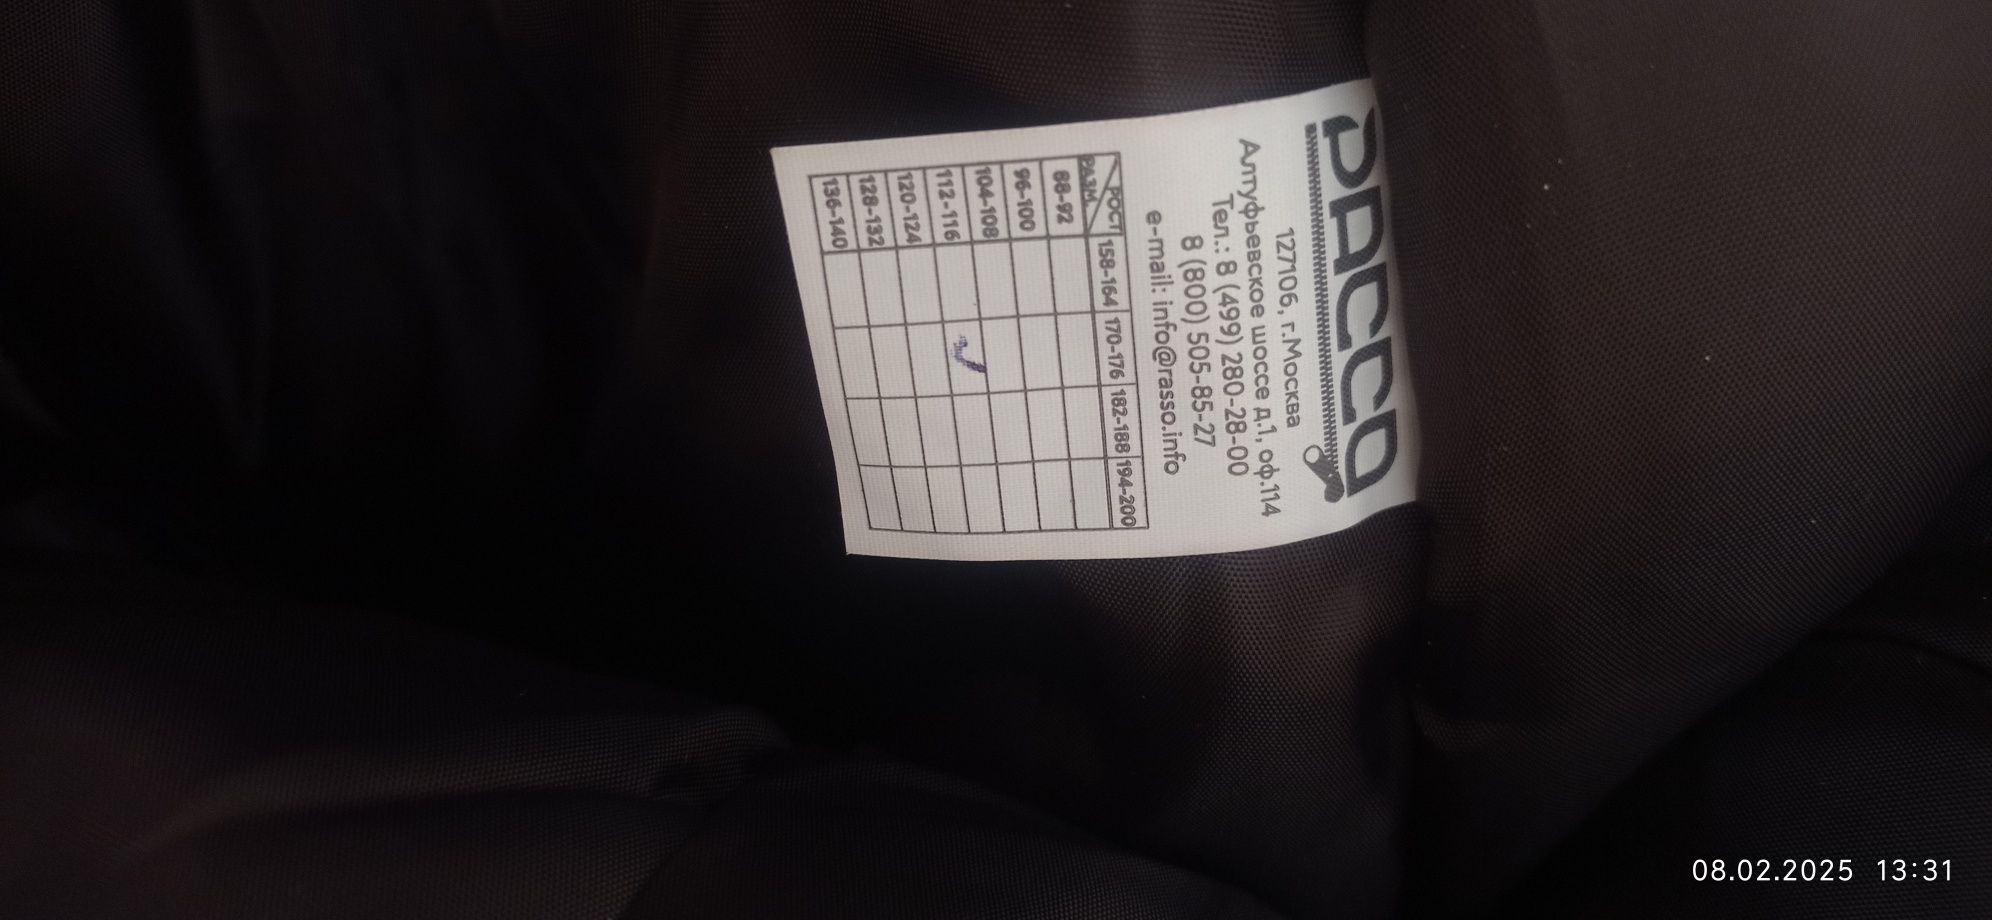 РАССО
127106, г.Москва
Алтуфьевское шоссе д.1, оф.114
Тел.: 8 (499) 280-28-00
8 (800) 505-85-27
e-mail: info@rasso.info
РОСТ 158-164 170-176 182-188 194-200
РАЗМ.
88-92
96-100
104-108
112-116
120-124
128-132
136-140
08.02.2025 13:31